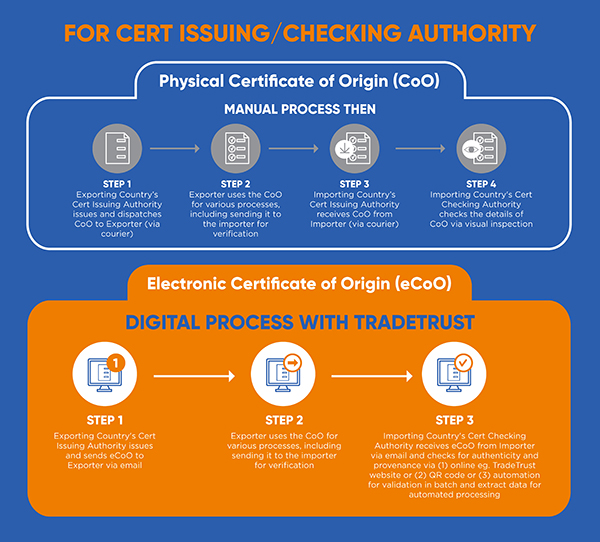 FOR CERT ISSUING/CHECKING AUTHORITY
Physical Certificate of Origin (CoO)
MANUAL PROCESS THEN
STEP 1
Exporting Country's
Cert Issuing Authority
issues and dispatches
CoO to Exporter (via
courier)
STEP 2
Exporter uses the CoO
for various processes,
including sending it to
the importer for
verification
STEP 3
Importing Country's
Cert Issuing Authority
receives CoO from
Importer (via courier)
STEP 4
Importing Country's Cert
Checking Authority
checks the details of
CoO via visual inspection
Electronic Certificate of Origin (eCoO)
DIGITAL PROCESS WITH TRADETRUST
1
STEP 1
Exporting Country's Cert
Issuing Authority issues
and sends eCoO to
Exporter via email
STEP 2
Exporter uses the CoO for
various processes, including
sending it to the importer
for verification
STEP 3
Importing Country's Cert Checking
Authority receives eCoO from Importer
via email and checks for authenticity and
provenance via (1) online eg. TradeTrust
website or (2) QR code or (3) automation
for validation in batch and extract data for
automated processing